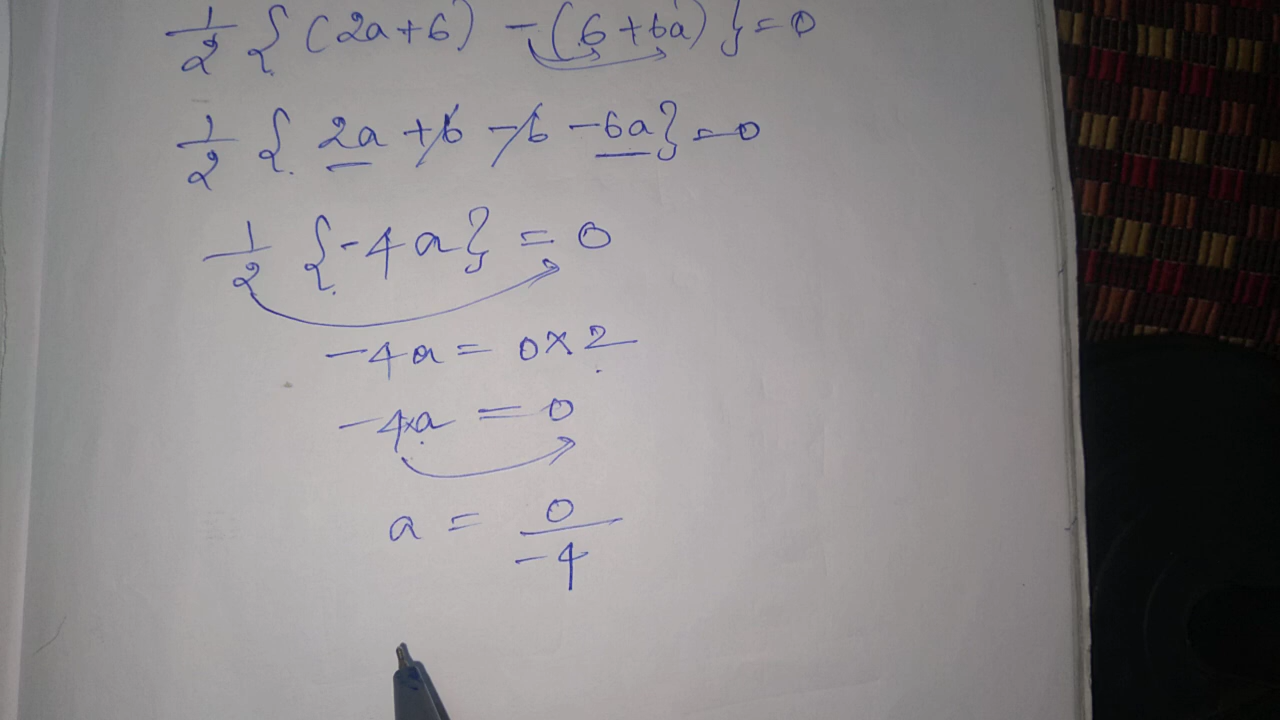 1/2 { (2a+6) -(6+6a) } = 0
1/2 { 2a +6 -6 -6a } = 0
1/2 { -4a } = 0
-4a = 0×2
-4×a = 0
a = 0/-4